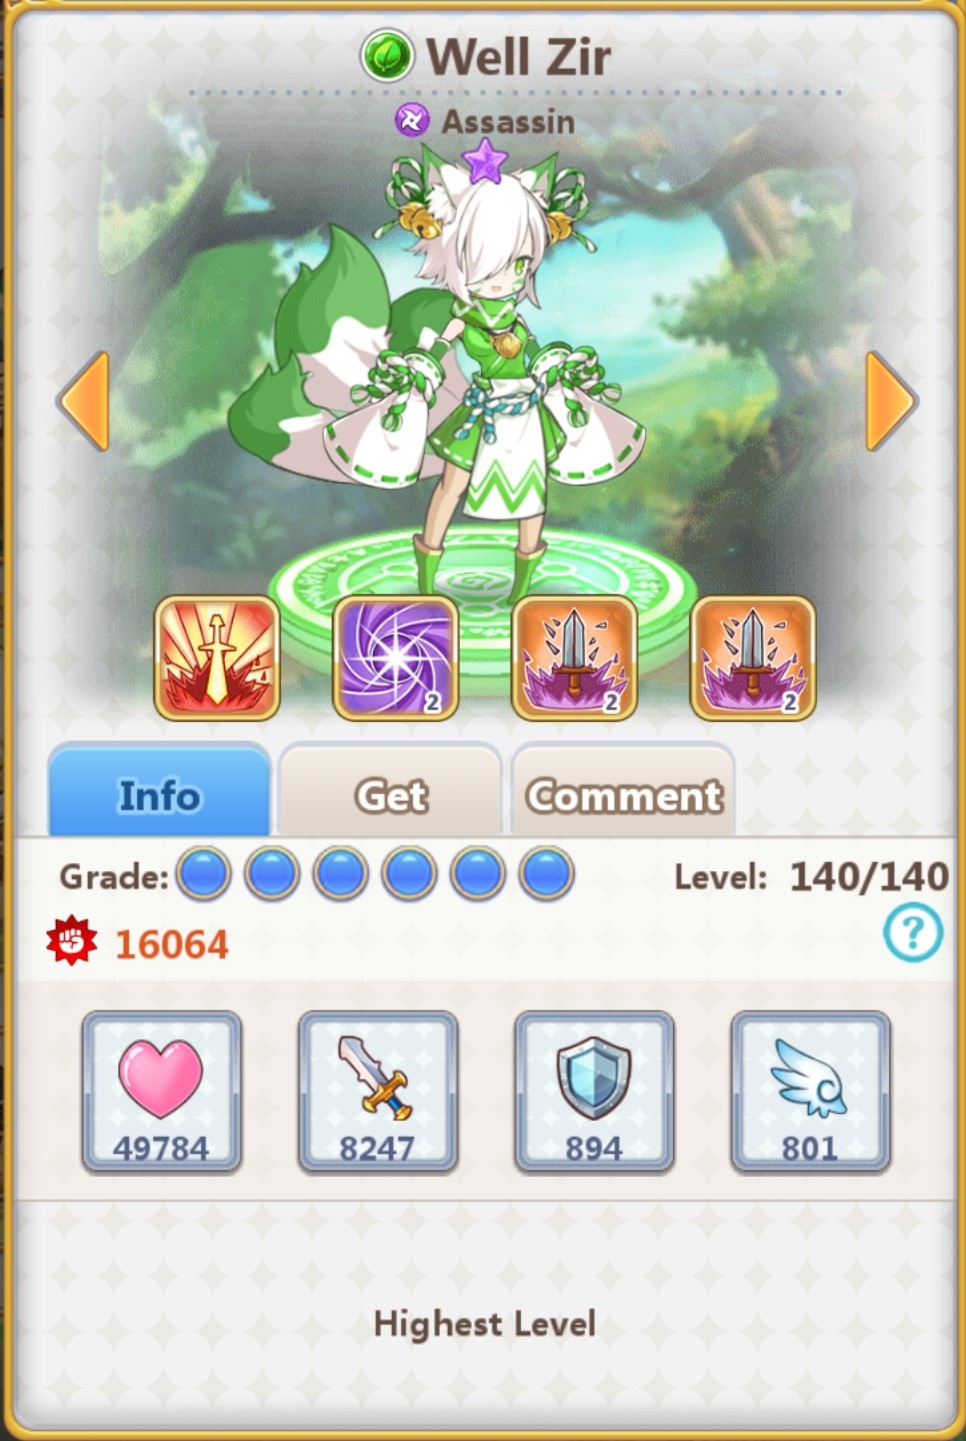 Well Zir
Assassin
2
2
2
Info
Get
Comment
Grade:
Level: 140/140
16064
?
49784
8247
894
801
Highest Level